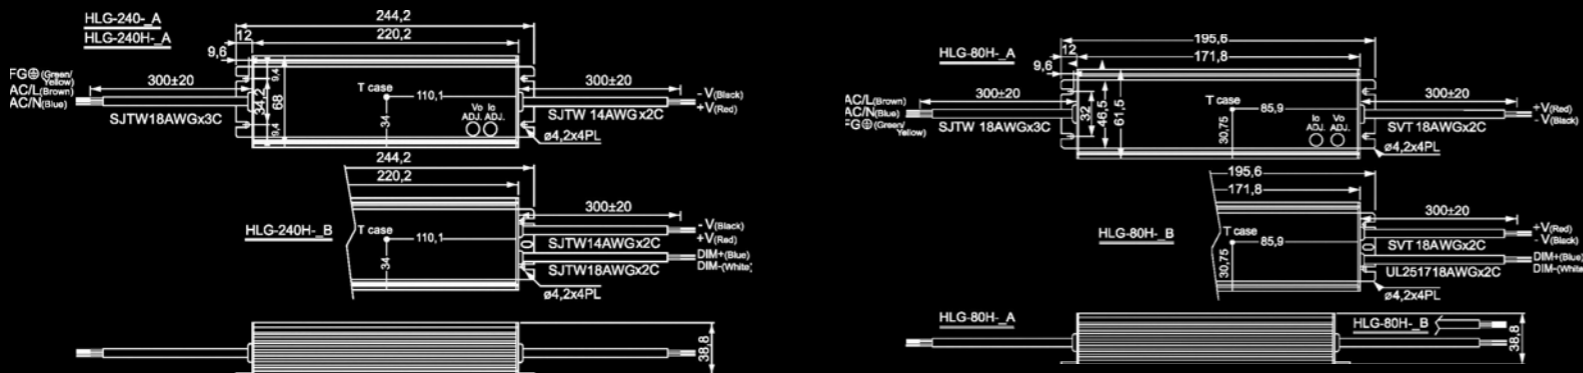 HLG-240-_A
HLG-240H-_A
244,2
12
220,2
9,6
FG⊕(Green/Yellow)
AC/L(Brown)
AC/N(Blue)
300±20
SJTW18AWGx3C
9,4
34,2
68
9,4
T case
110,1
34
Vo ADJ.
Io ADJ.
300±20
- V(Black)
+V(Red)
SJTW 14AWGx2C
ø4,2x4PL
244,2
220,2
HLG-240H-_B
T case
110,1
34
300±20
- V(Black)
+V(Red)
SJTW14AWGx2C
DIM+(Blue)
DIM-(White)
SJTW18AWGx2C
ø4,2x4PL
38,8
HLG-80H-_A
195,6
12
171,8
9,6
AC/L(Brown)
AC/N(Blue)
FG⊕(Green/Yellow)
300±20
SJTW 18AWGx3C
32
46,5
61,5
T case
85,9
30,75
Io ADJ.
Vo ADJ.
300±20
+V(Red)
- V(Black)
SVT 18AWGx2C
ø4,2x4PL
195,6
171,8
HLG-80H-_B
T case
85,9
30,75
300±20
+V(Red)
- V(Black)
SVT 18AWGx2C
DIM+(Blue)
DIM-(White)
UL251718AWGx2C
ø4,2x4PL
HLG-80H-_A
HLG-80H-_B
38,8